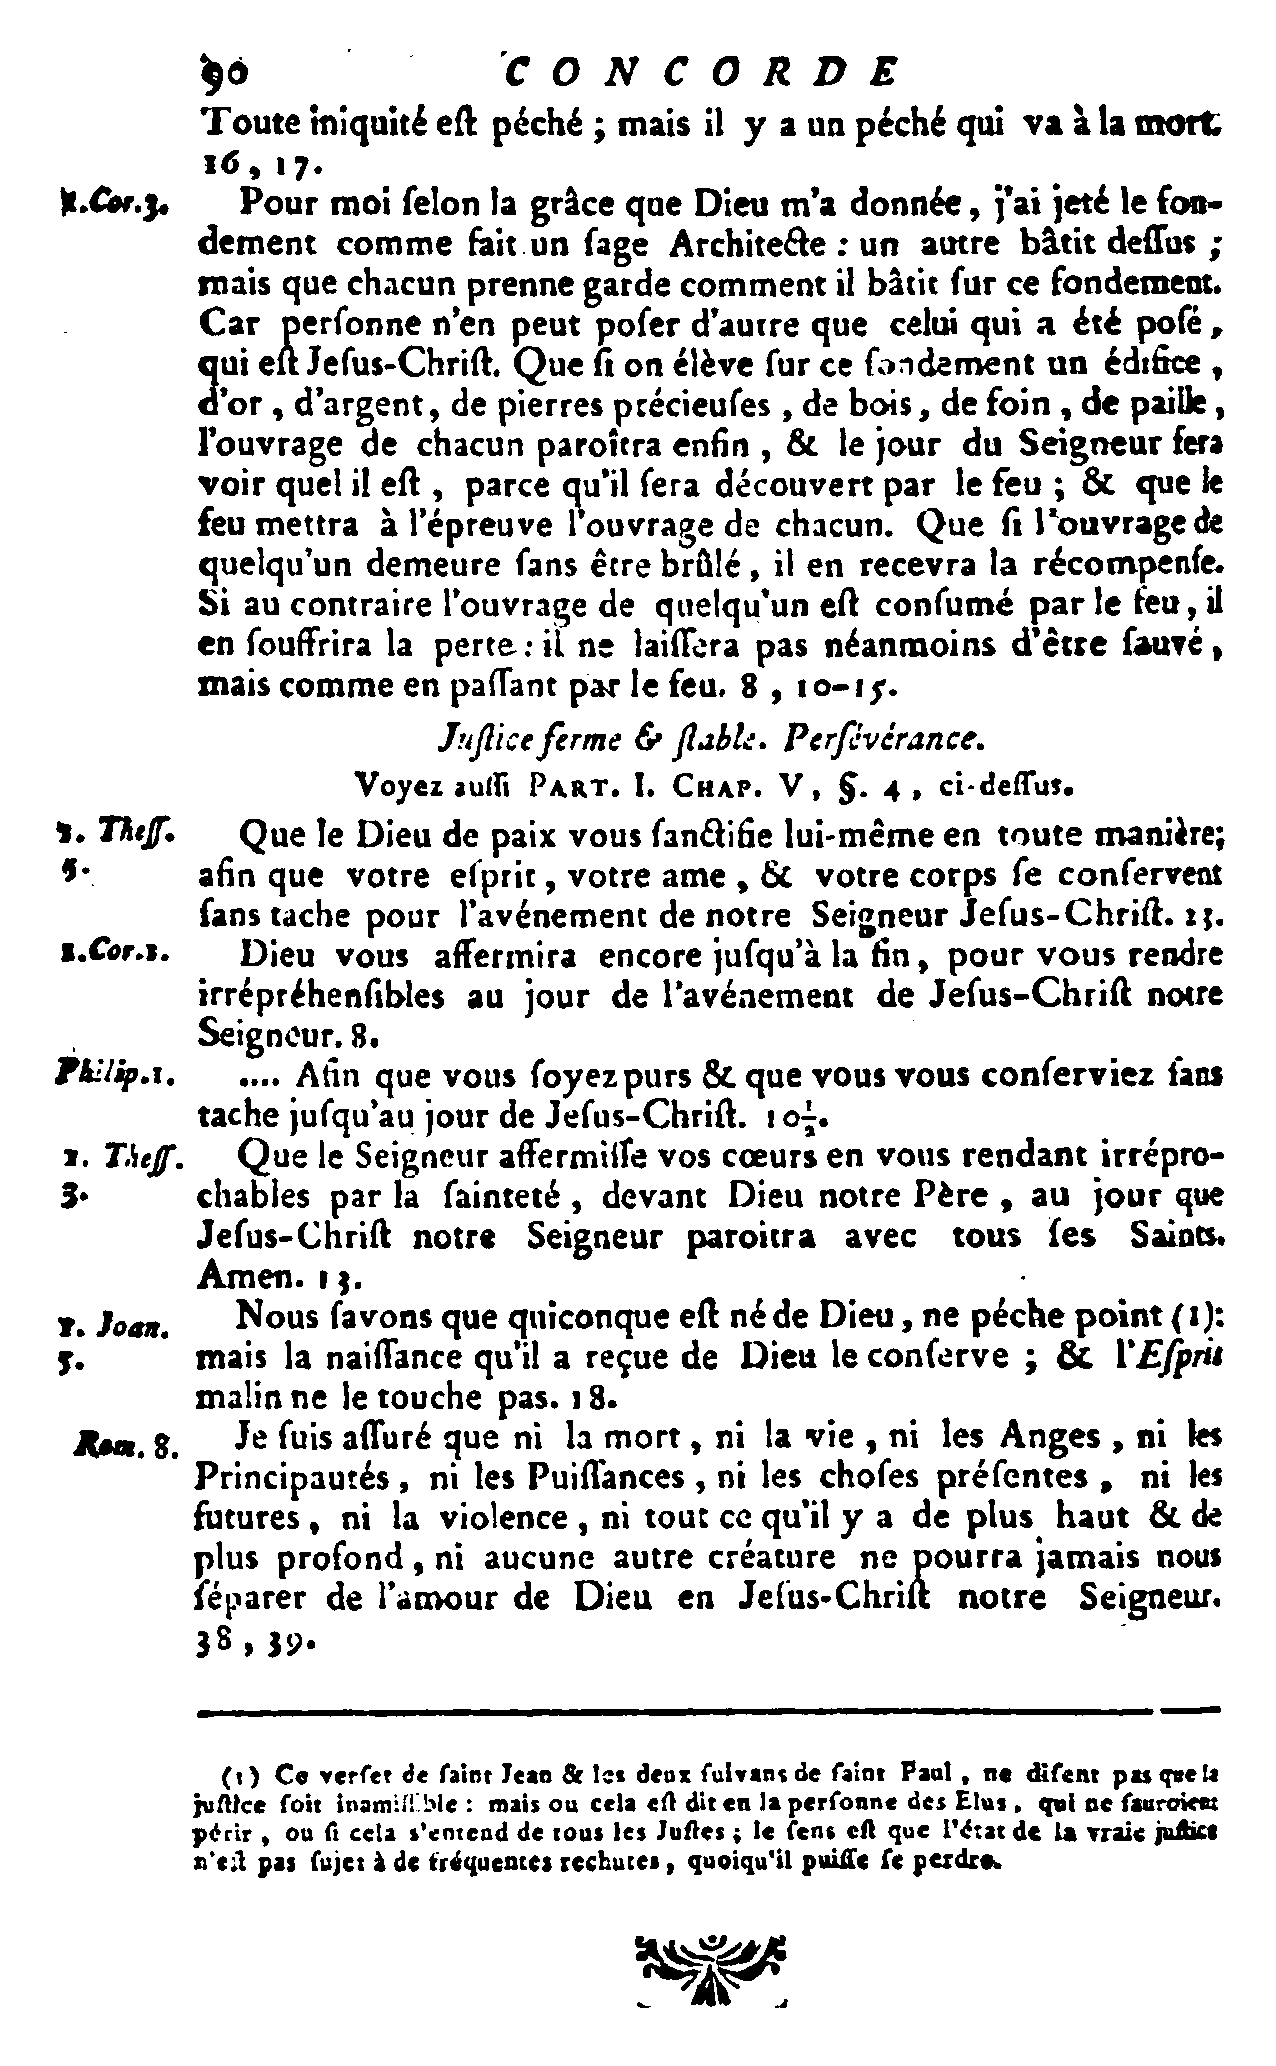 90 CONCORDE
Toute iniquité eſt péché ; mais il y a un péché qui va à la mort.
16, 17.
1.Cor.3. Pour moi ſelon la grâce que Dieu m'a donnée, j'ai jeté le fon-
dement comme fait un ſage Architecte : un autre bâtit deſſus ;
mais que chacun prenne garde comment il bâtit ſur ce fondement.
Car perſonne n'en peut poſer d'autre que celui qui a été poſé,
qui eſt Jeſus-Chriſt. Que ſi on élève ſur ce fondement un édifice,
d'or, d'argent, de pierres précieuſes, de bois, de foin, de paille,
l'ouvrage de chacun paroîtra enfin, & le jour du Seigneur fera
voir quel il eſt, parce qu'il ſera découvert par le feu ; & que le
feu mettra à l'épreuve l'ouvrage de chacun. Que ſi l'ouvrage de
quelqu'un demeure ſans être brûlé, il en recevra la récompenſe.
Si au contraire l'ouvrage de quelqu'un eſt conſumé par le feu, il
en ſouffrira la perte : il ne laiſſera pas néanmoins d'être ſauvé,
mais comme en paſſant par le feu. 8, 10-15.
Juſtice ferme & ſtable. Perſévérance.
Voyez auſſi PART. I. CHAP. V, §. 4, ci-deſſus.
1. Theſſ. Que le Dieu de paix vous ſanctifie lui-même en toute manière;
5. afin que votre eſprit, votre ame, & votre corps ſe conſervent
ſans tache pour l'avénement de notre Seigneur Jeſus-Chriſt. 23.
1.Cor.1. Dieu vous affermira encore juſqu'à la fin, pour vous rendre
irrépréhenſibles au jour de l'avénement de Jeſus-Chriſt notre
Seigneur. 8.
Philip.1. .... Afin que vous ſoyez purs & que vous vous conſerviez ſans
tache juſqu'au jour de Jeſus-Chriſt. 10½.
1. Theſſ. Que le Seigneur affermiſſe vos cœurs en vous rendant irrépro-
3. chables par la ſainteté, devant Dieu notre Père, au jour que
Jeſus-Chriſt notre Seigneur paroitra avec tous ſes Saints.
Amen. 13.
1. Joan. Nous ſavons que quiconque eſt né de Dieu, ne péche point (1):
5. mais la naiſſance qu'il a reçue de Dieu le conſerve ; & l'Eſprit
malin ne le touche pas. 18.
Rom. 8. Je ſuis aſſuré que ni la mort, ni la vie, ni les Anges, ni les
Principautés, ni les Puiſſances, ni les choſes préſentes, ni les
futures, ni la violence, ni tout ce qu'il y a de plus haut & de
plus profond, ni aucune autre créature ne pourra jamais nous
ſéparer de l'amour de Dieu en Jeſus-Chriſt notre Seigneur.
38, 39.
(1) Ce verſet de ſaint Jean & les deux ſuivans de ſaint Paul, ne diſent pas que la
juſtice ſoit inamiſſible : mais ou cela eſt dit en la perſonne des Elus, qui ne ſauroient
périr, ou ſi cela s'entend de tous les Juſtes ; le ſens eſt que l'état de la vraie juſtice
n'eſt pas ſujet à de fréquentes rechutes, quoiqu'il puiſſe ſe perdre.